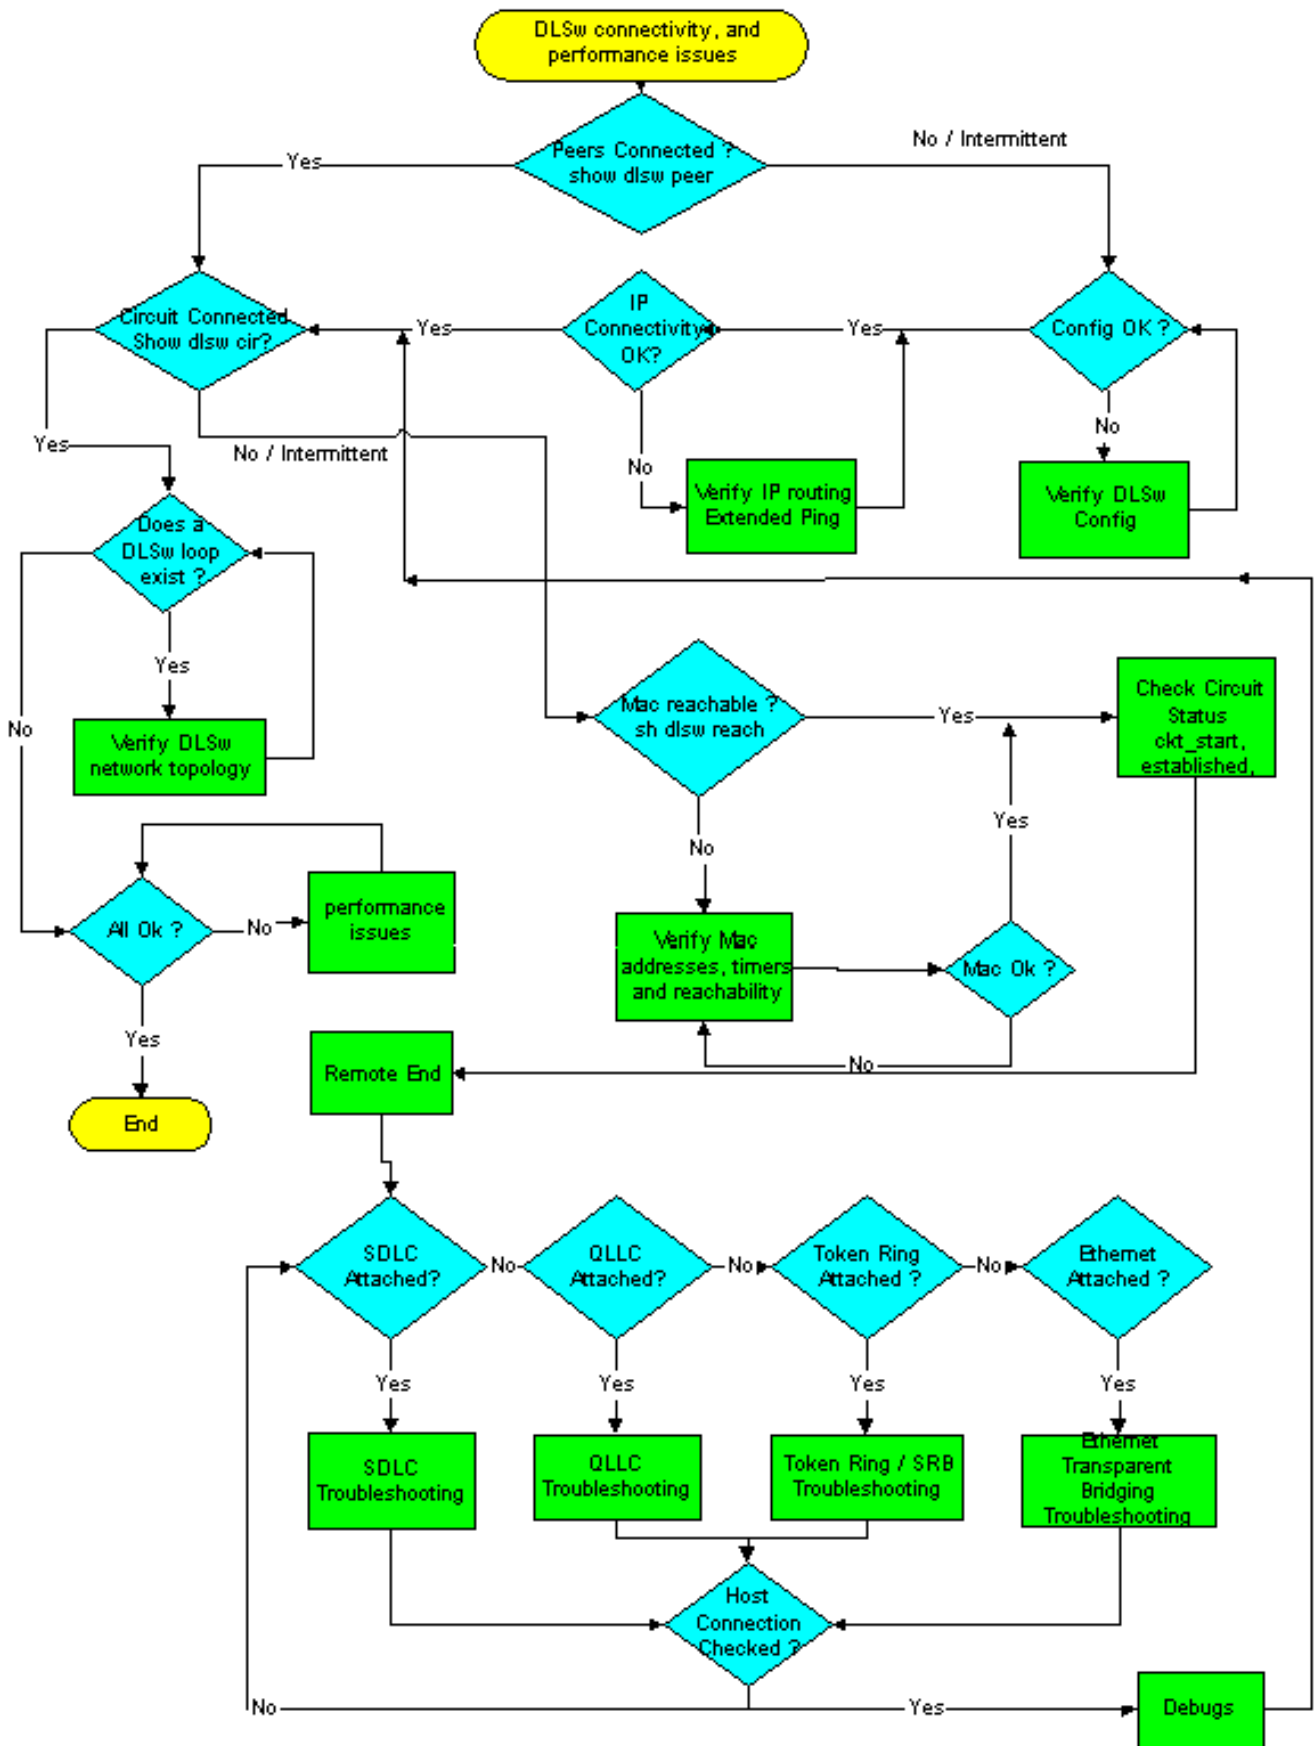 DLSw connectivity, and
performance issues
Peers Connected ?
show dlsw peer
Yes
No / Intermittent
Circuit Connected
Show dlsw cir?
Yes
IP
Connectivity
OK?
Yes
Config OK ?
No
No
Verify IP routing
Extended Ping
Verify DLSw
Config
Yes
No / Intermittent
Does a
DLSw loop
exist ?
Yes
No
Verify DLSw
network topology
Mac reachable ?
sh dlsw reach
Yes
Check Circuit
Status
ckt_start,
established,
No
Yes
All Ok ?
No
performance
issues
Verify Mac
addresses, timers
and reachability
Mac Ok ?
No
Yes
End
Remote End
SDLC
Attached?
No
QLLC
Attached?
No
Token Ring
Attached ?
No
Ethernet
Attached ?
Yes
Yes
Yes
Yes
SDLC
Troubleshooting
QLLC
Troubleshooting
Token Ring / SRB
Troubleshooting
Ethernet
Transparent
Bridging
Troubleshooting
Host
Connection
Checked ?
No
Yes
Debugs